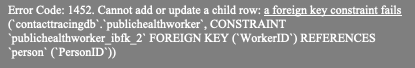 Error Code: 1452. Cannot add or update a child row: a foreign key constraint fails
(`contacttracingdb`.`publichealthworker`, CONSTRAINT
`publichealthworker_ibfk_2` FOREIGN KEY (`WorkerID`) REFERENCES
`person` (`PersonID`))